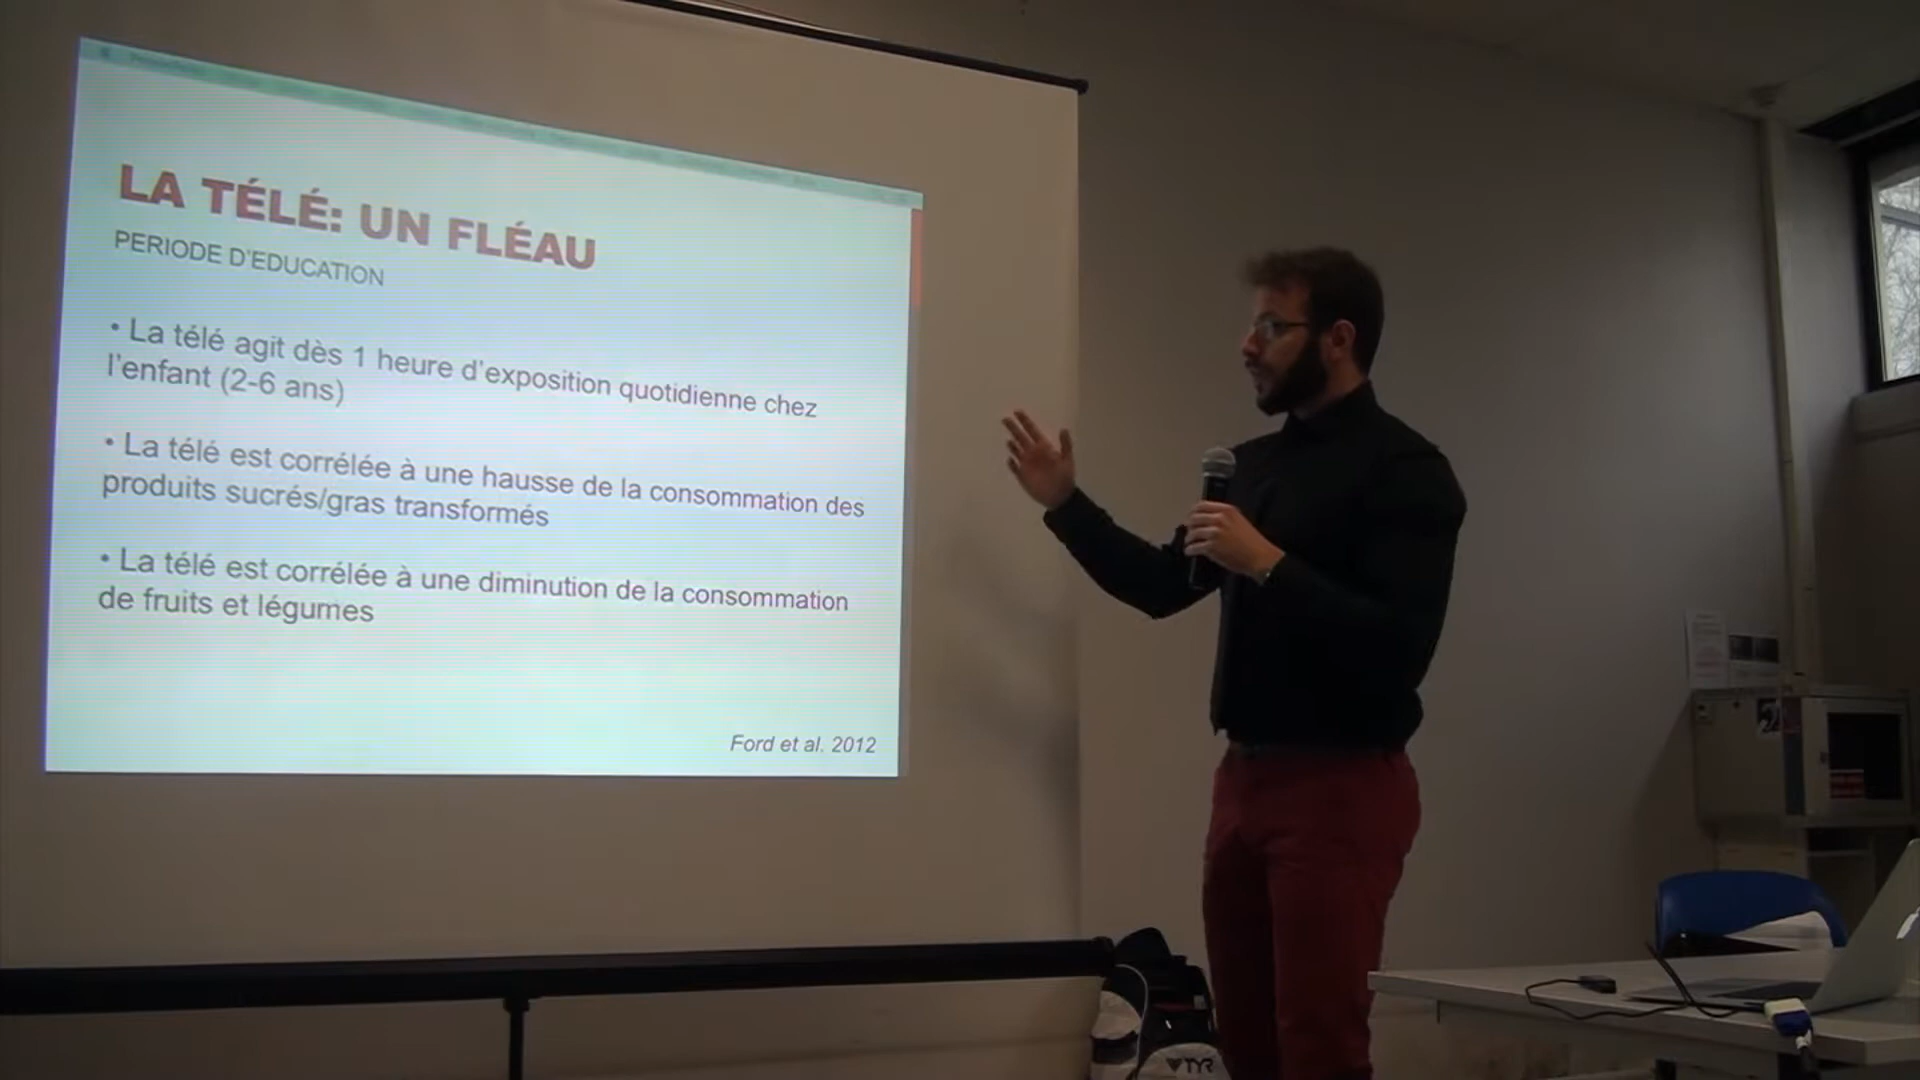 LA TÉLÉ: UN FLÉAU
PERIODE D'EDUCATION
• La télé agit dès 1 heure d'exposition quotidienne chez
l'enfant (2-6 ans)
• La télé est corrélée à une hausse de la consommation des
produits sucrés/gras transformés
• La télé est corrélée à une diminution de la consommation
de fruits et légumes
Ford et al. 2012
TYR